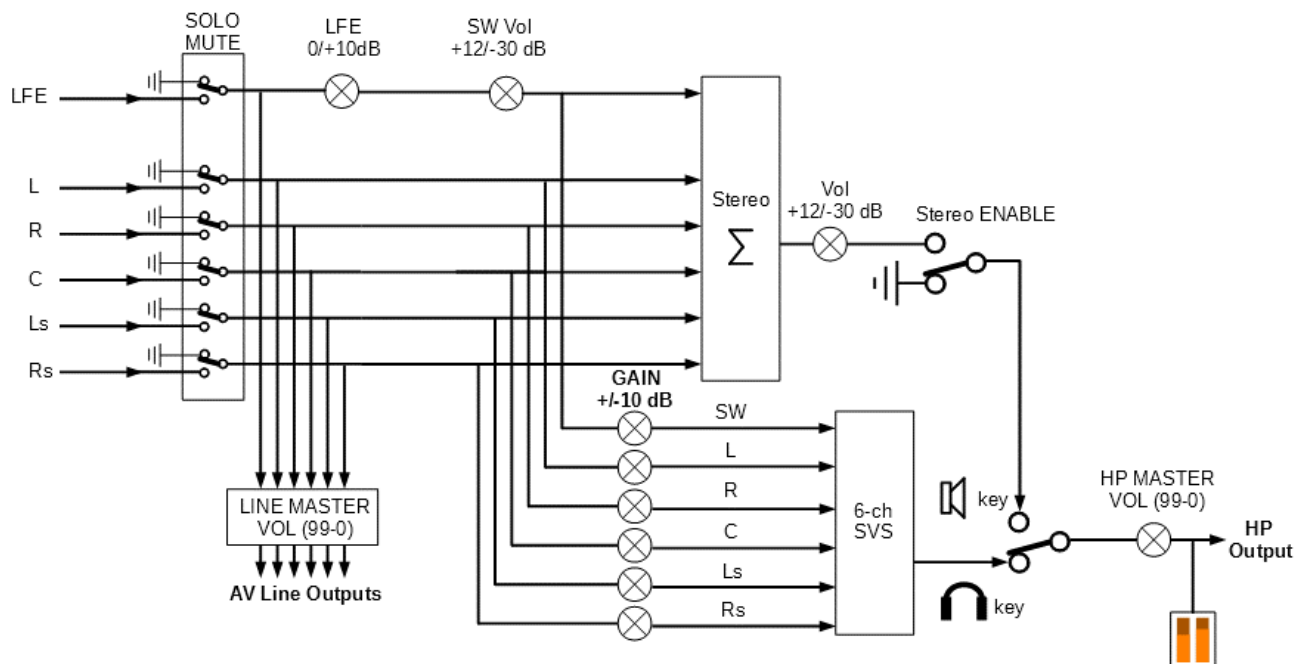 SOLO
MUTE
LFE
0/+10dB
SW Vol
+12/-30 dB
LFE
L
R
C
Ls
Rs
Stereo
Σ
Vol
+12/-30 dB
Stereo ENABLE
GAIN
+/-10 dB
SW
L
R
C
Ls
Rs
6-ch
SVS
LINE MASTER
VOL (99-0)
AV Line Outputs
key
key
HP MASTER
VOL (99-0)
HP
Output